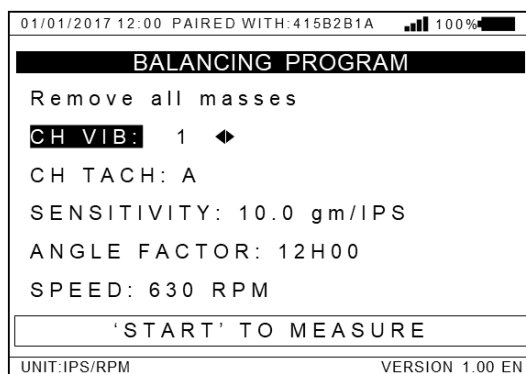 01/01/2017 12:00 PAIRED WITH:415B2B1A 100%
BALANCING PROGRAM
Remove all masses
CH VIB: 1
CH TACH: A
SENSITIVITY: 10.0 gm/IPS
ANGLE FACTOR: 12H00
SPEED: 630 RPM
‘START’ TO MEASURE
UNIT:IPS/RPM VERSION 1.00 EN